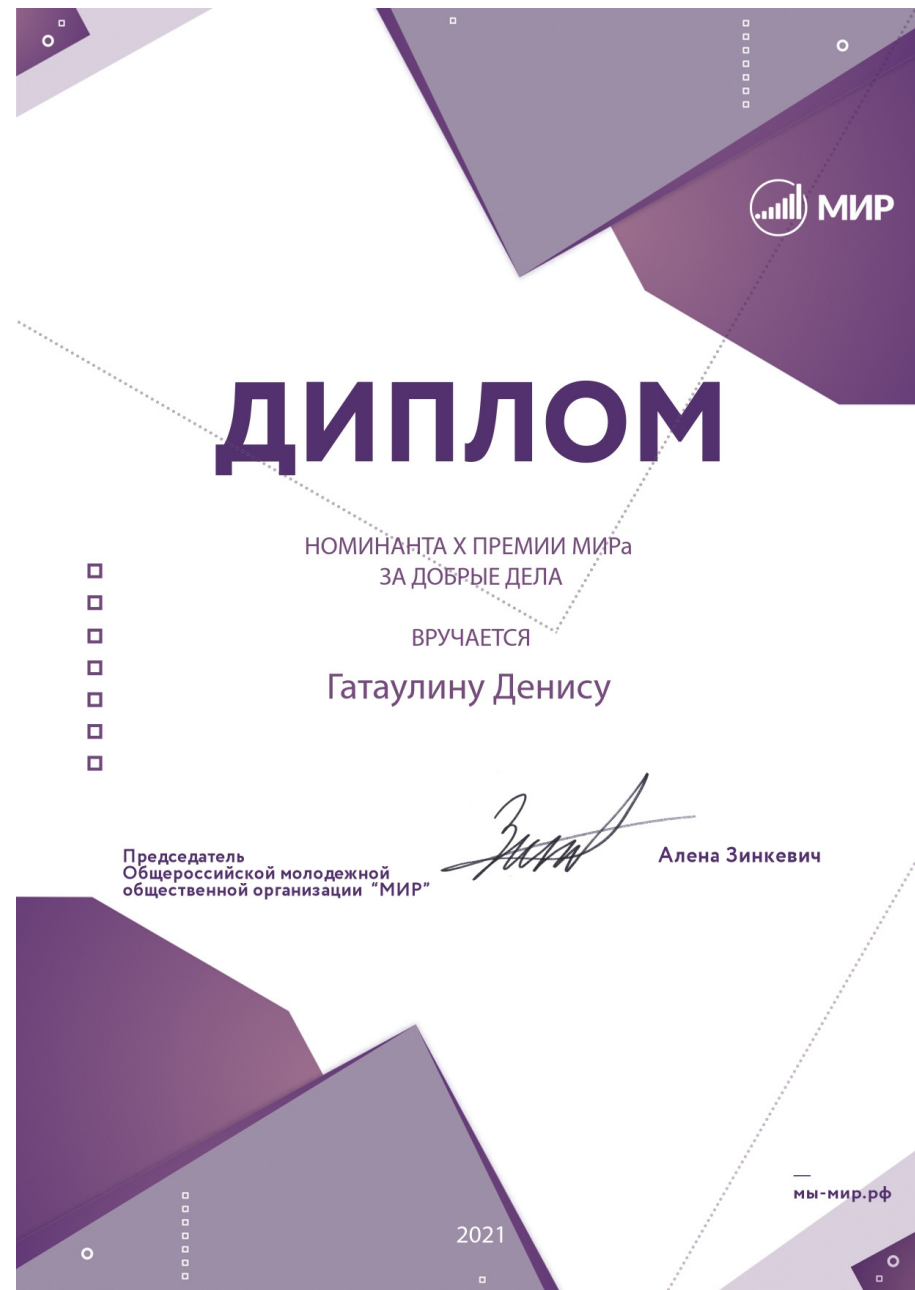 МИР
ДИПЛОМ
НОМИНАНТА X ПРЕМИИ МИРа
ЗА ДОБРЫЕ ДЕЛА
ВРУЧАЕТСЯ
Гатаулину Денису
Председатель
Общероссийской молодежной
общественной организации “МИР”
Алена Зинкевич
мы-мир.рф
2021